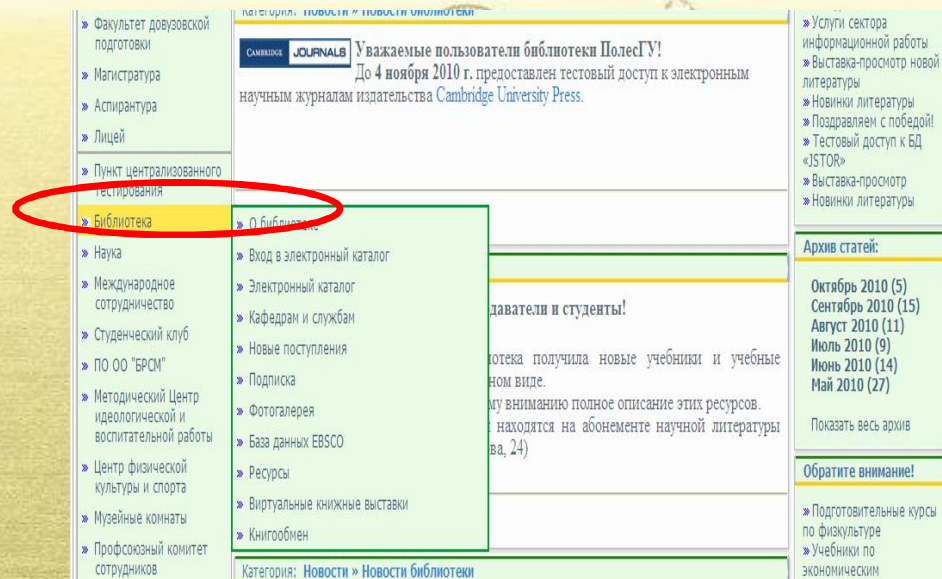 » Факультет довузовской
подготовки
» Магистратура
» Аспирантура
» Лицей
» Пункт централизованного
тестирования
» Библиотека
» Наука
» Международное
сотрудничество
» Студенческий клуб
» ПО ОО "БРСМ"
» Методический Центр
идеологической и
воспитательной работы
» Центр физической
культуры и спорта
» Музейные комнаты
» Профсоюзный комитет
сотрудников
Категория: Новости » Новости библиотеки
CAMBRIDGE JOURNALS
Уважаемые пользователи библиотеки ПолесГУ!
До 4 ноября 2010 г. предоставлен тестовый доступ к электронным
научным журналам издательства Cambridge University Press.
» О библиотеке
» Вход в электронный каталог
» Электронный каталог
» Кафедрам и службам
» Новые поступления
» Подписка
» Фотогалерея
» База данных EBSCO
» Ресурсы
» Виртуальные книжные выставки
» Книгообмен
даватели и студенты!
иотека получила новые учебники и учебные
ном виде.
му вниманию полное описание этих ресурсов.
находятся на абонементе научной литературы
ва, 24)
Категория: Новости » Новости библиотеки
» Услуги сектора
информационной работы
» Выставка-просмотр новой
литературы
» Новинки литературы
» Поздравляем с победой!
» Тестовый доступ к БД
«JSTOR»
» Выставка-просмотр
» Новинки литературы
Архив статей:
Октябрь 2010 (5)
Сентябрь 2010 (15)
Август 2010 (11)
Июль 2010 (9)
Июнь 2010 (14)
Май 2010 (27)
Показать весь архив
Обратите внимание!
» Подготовительные курсы
по физкультуре
» Учебники по
экономическим